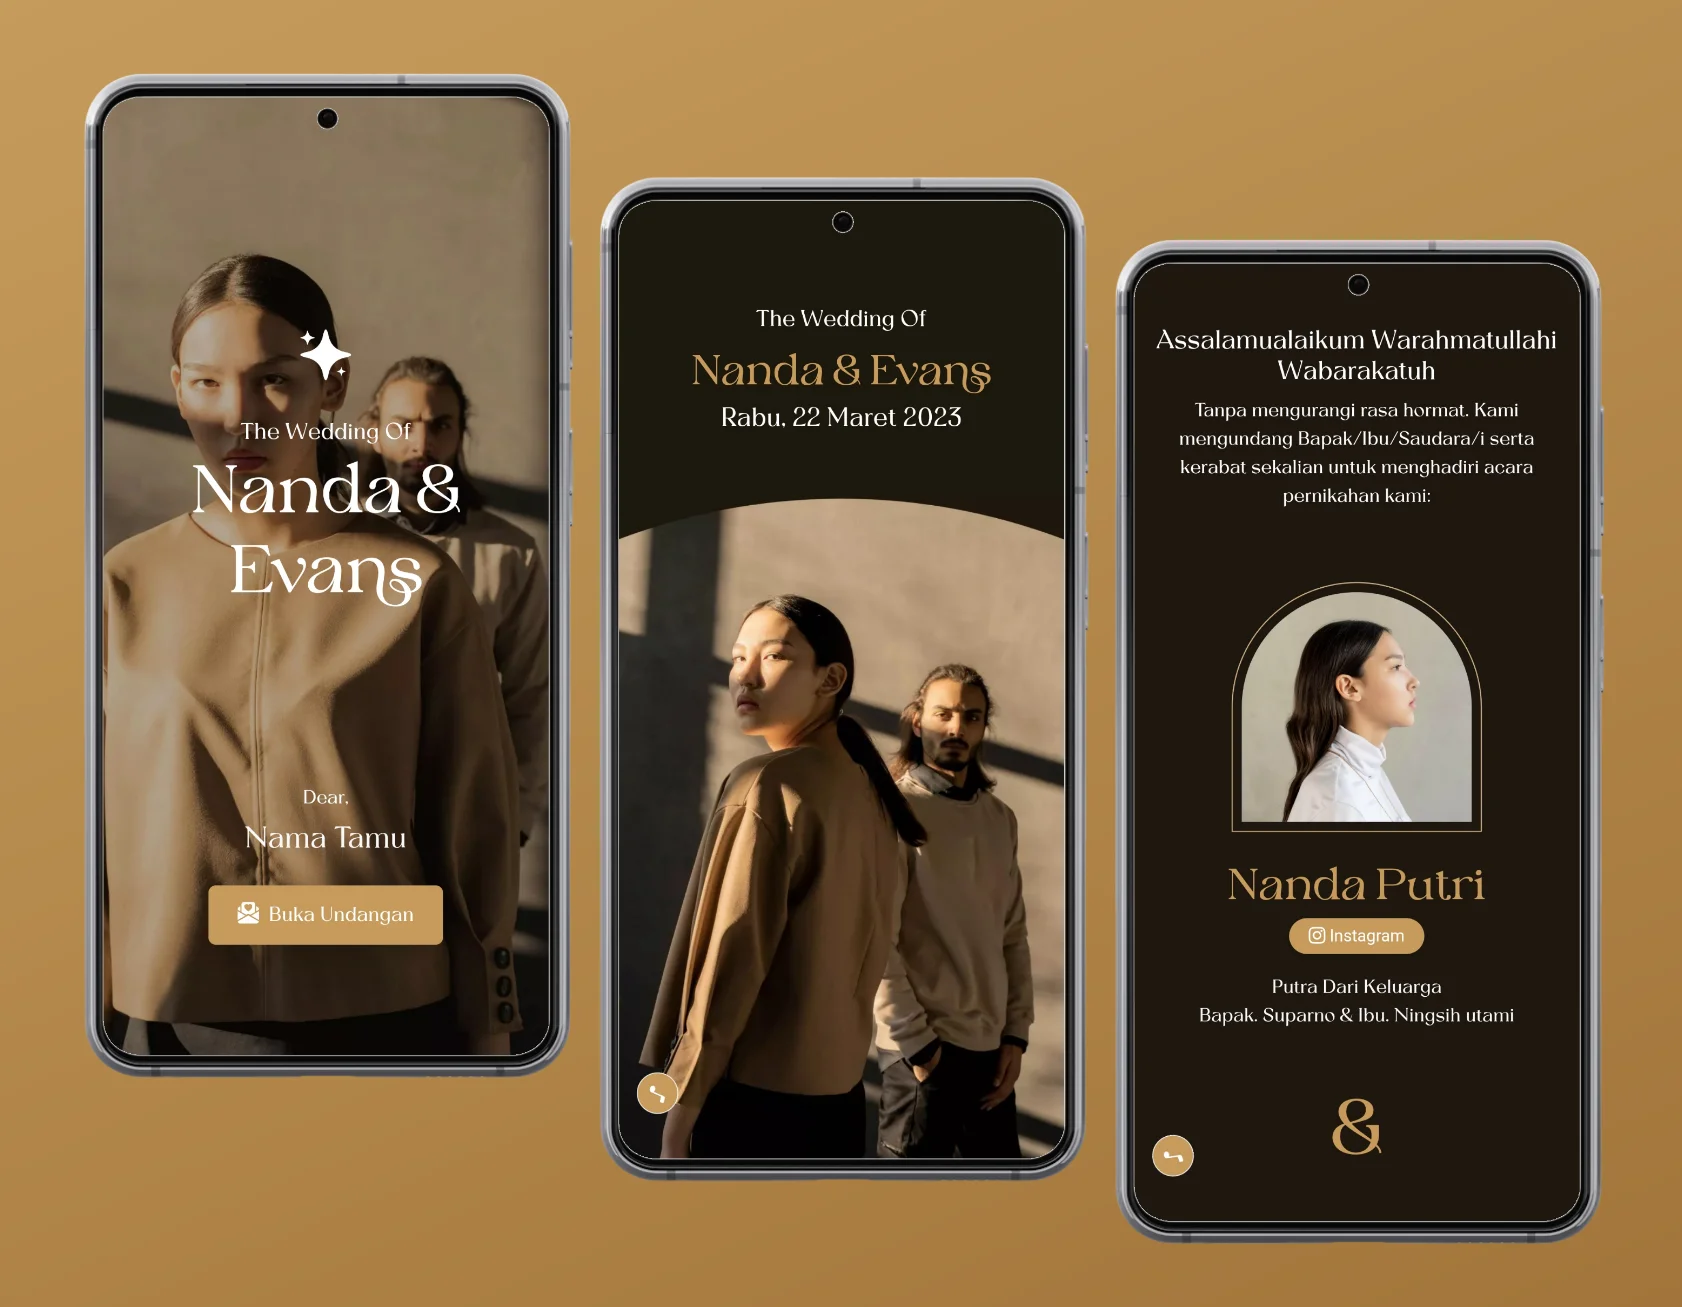 The Wedding Of
Nanda &
Evans
Dear,
Nama Tamu
Buka Undangan
The Wedding Of
Nanda & Evans
Rabu, 22 Maret 2023
Assalamualaikum Warahmatullahi
Wabarakatuh
Tanpa mengurangi rasa hormat. Kami
mengundang Bapak/Ibu/Saudara/i serta
kerabat sekalian untuk menghadiri acara
pernikahan kami:
Nanda Putri
Instagram
Putra Dari Keluarga
Bapak. Suparno & Ibu. Ningsih utami
&